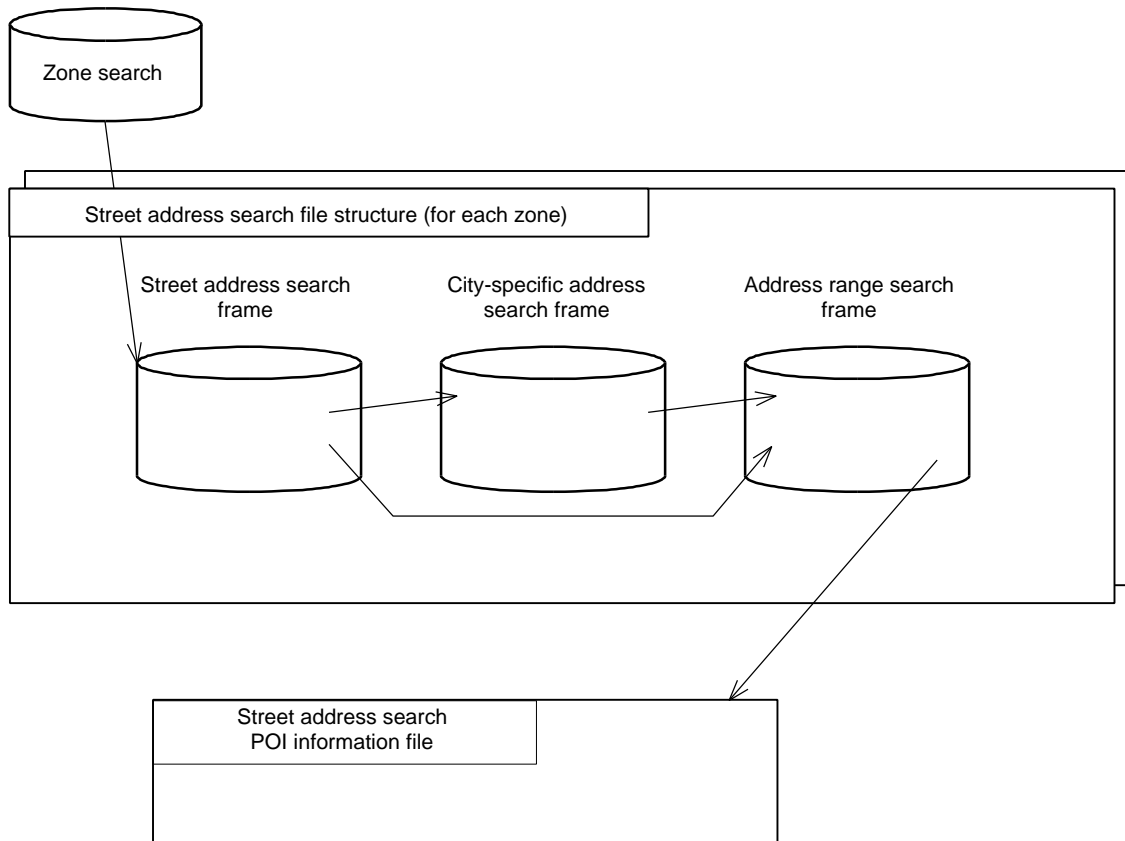 Zone search
Street address search file structure (for each zone)
Street address search
frame
City-specific address
search frame
Address range search
frame
Street address search
POI information file